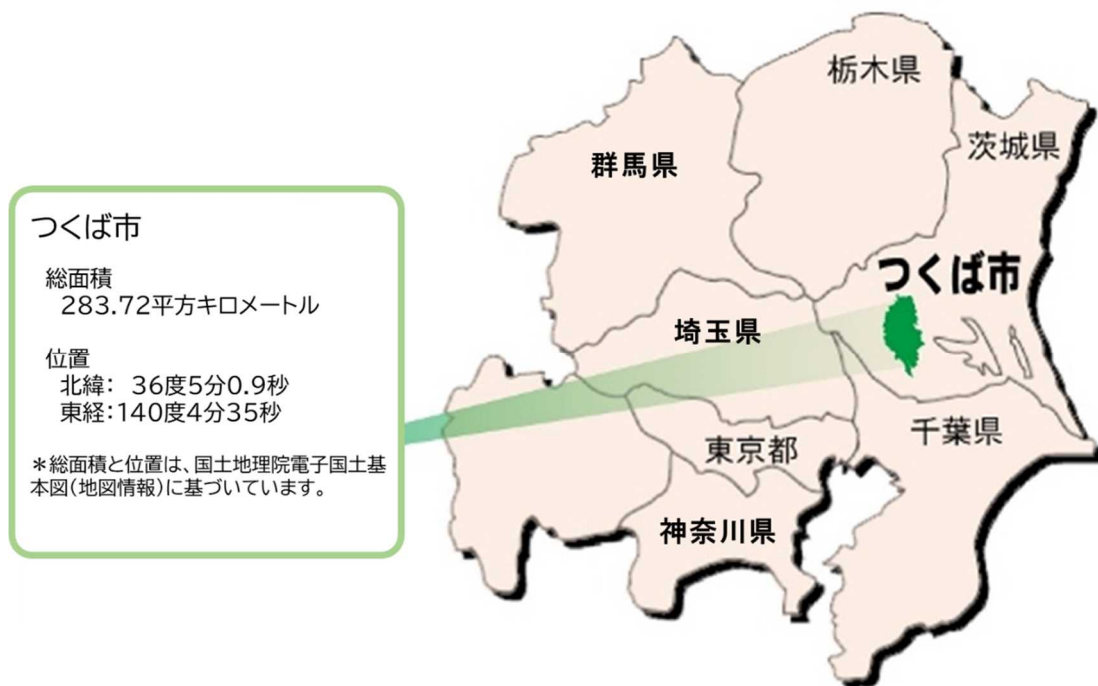 つくば市
総面積
283.72平方キロメートル
位置
北緯: 36度5分0.9秒
東経:140度4分35秒
*総面積と位置は、国土地理院電子国土基
本図(地図情報)に基づいています。
栃木県
茨城県
群馬県
つくば市
埼玉県
千葉県
東京都
神奈川県